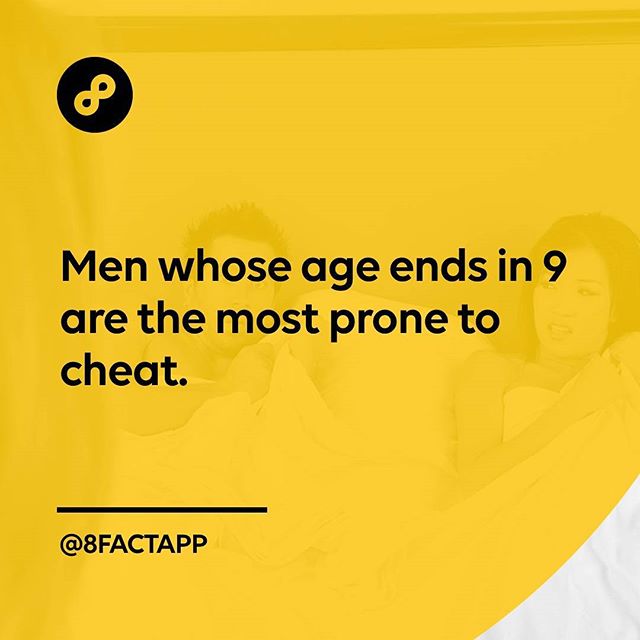 Men whose age ends in 9
are the most prone to
cheat.
@8FACTAPP